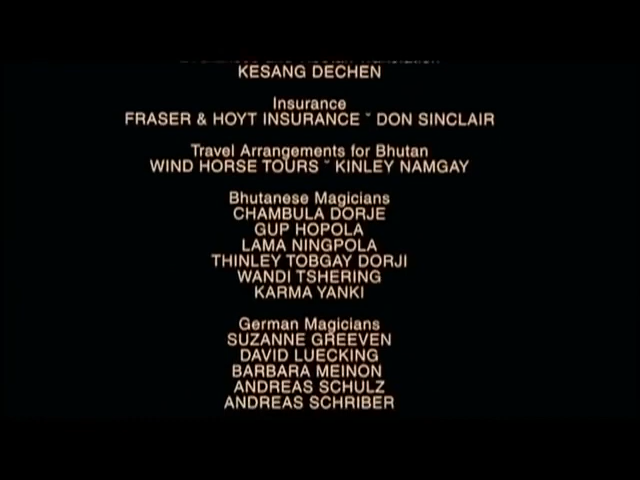 KESANG DECHEN
Insurance
FRASER & HOYT INSURANCE ˇ DON SINCLAIR
Travel Arrangements for Bhutan
WIND HORSE TOURS ˇ KINLEY NAMGAY
Bhutanese Magicians
CHAMBULA DORJE
GUP HOPOLA
LAMA NINGPOLA
THINLEY TOBGAY DORJI
WANDI TSHERING
KARMA YANKI
German Magicians
SUZANNE GREEVEN
DAVID LUECKING
BARBARA MEINON
ANDREAS SCHULZ
ANDREAS SCHRIBER